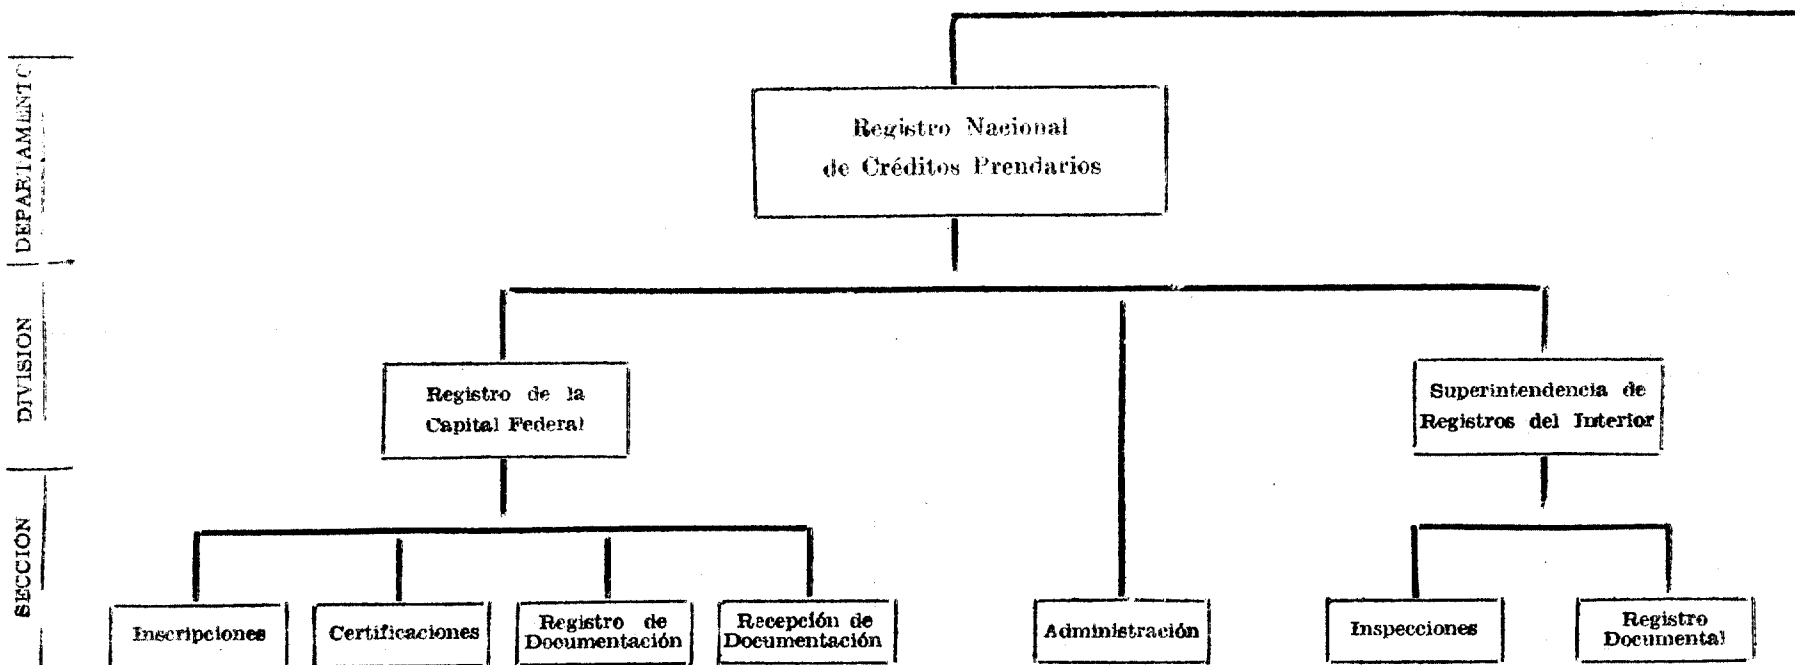 DEPARTAMENTO
Registro Nacional
de Créditos Prendarios
DIVISION
Registro de la
Capital Federal
Superintendencia de
Registros del Interior
SECCIÓN
Inscripciones
Certificaciones
Registro de
Documentación
Recepción de
Documentación
Administración
Inspecciones
Registro
Documental